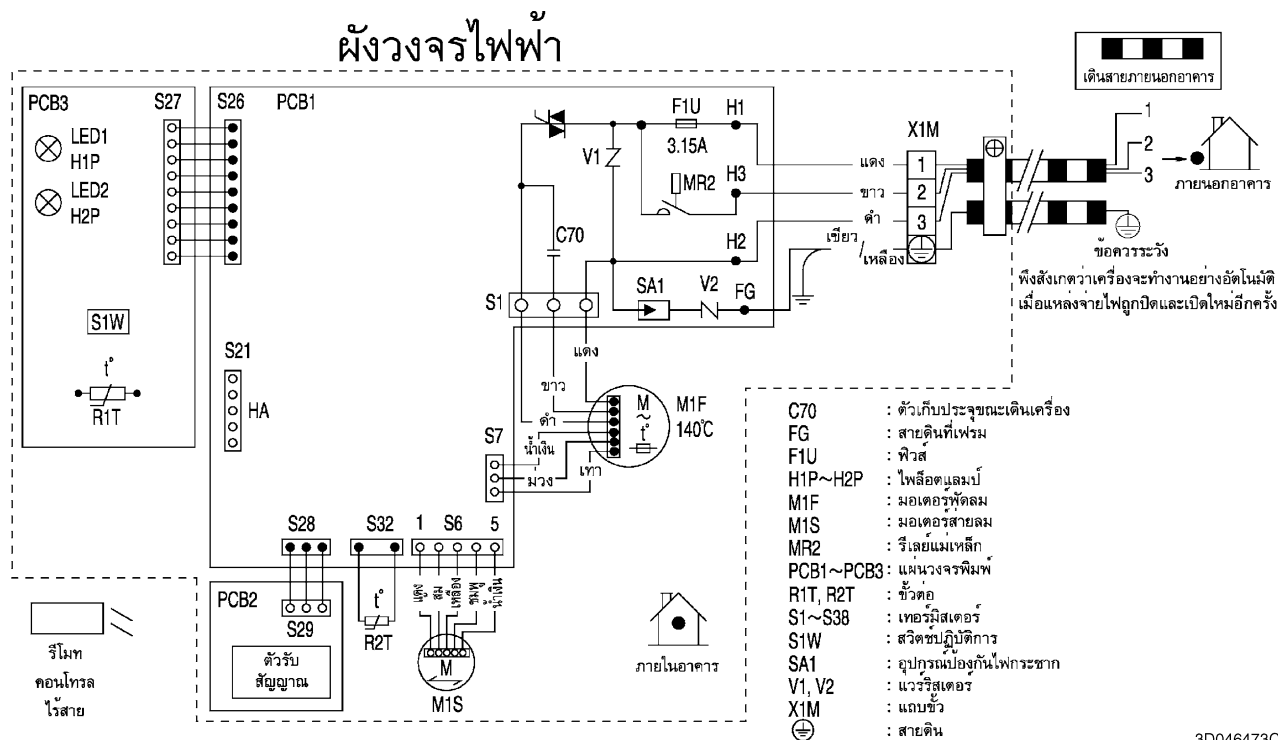 ผังวงจรไฟฟ้า
เดินสายภายนอกอาคาร
PCB3
S27
S26
PCB1
LED1
H1P
LED2
H2P
S1W
t°
R1T
S21
HA
F1U
3.15A
H1
V1
MR2
H3
C70
H2
S1
SA1
V2
FG
แดง
ขาว
ดำ
เขียว
/เหลือง
X1M
1
2
3
1
2
3
ภายนอกอาคาร
ข้อควรระวัง
พึงสังเกตว่าเครื่องจะทำงานอย่างอัตโนมัติ
เมื่อแหล่งจ่ายไฟถูกปิดและเปิดใหม่อีกครั้ง
แดง
ขาว
ดำ
น้ำเงิน
ม่วง
เทา
S7
M
~
t°
M1F
140℃
S28
S32
1
S6
5
แดง
ส้ม
เหลือง
ชมพู
น้ำเงิน
PCB2
S29
ตัวรับ
สัญญาณ
t°
R2T
M
M1S
รีโมท
คอนโทรล
ไร้สาย
ภายในอาคาร
C70 : ตัวเก็บประจุขณะเดินเครื่อง
FG : สายดินที่เฟรม
F1U : ฟิวส์
H1P~H2P : ไพล็อตแลมป์
M1F : มอเตอร์พัดลม
M1S : มอเตอร์สายลม
MR2 : รีเลย์แม่เหล็ก
PCB1~PCB3 : แผ่นวงจรพิมพ์
R1T, R2T : ขั้วต่อ
S1~S38 : เทอร์มิสเตอร์
S1W : สวิตช์ปฏิบัติการ
SA1 : อุปกรณ์ป้องกันไฟกระชาก
V1, V2 : แวร์ริสเตอร์
X1M : แถบขั้ว
: สายดิน
3D046473C